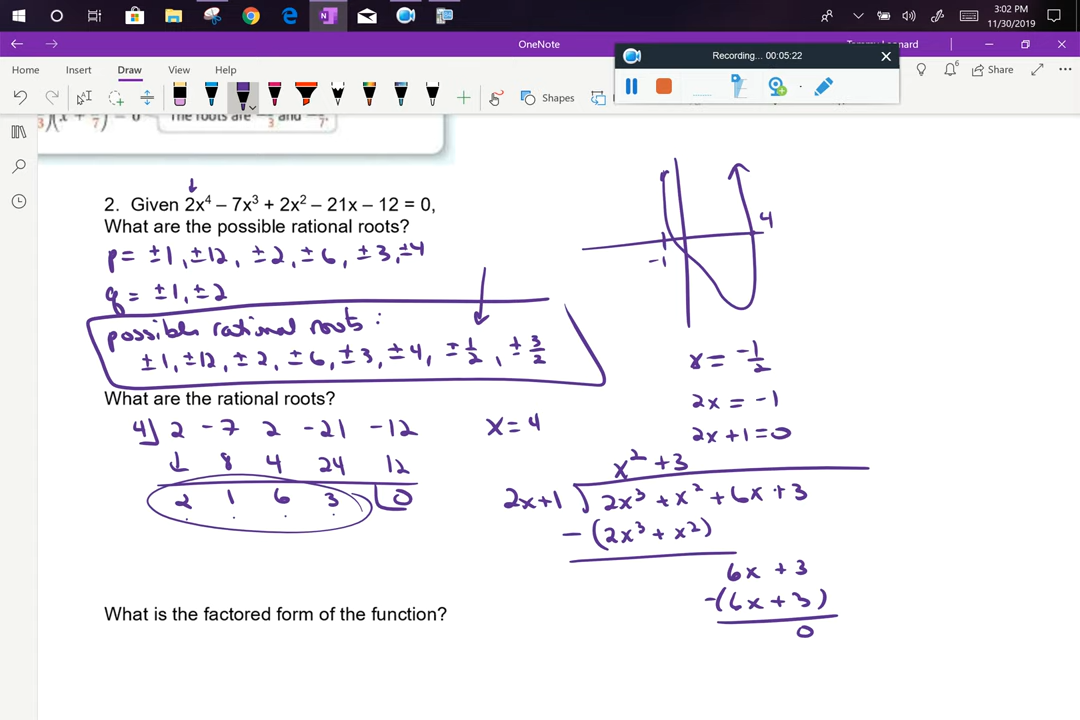 3:02 PM
11/30/2019
OneNote
Tammy Leonard
Recording... 00:05:22
Home Insert Draw View Help
Shapes
Share
The roots are
and
2. Given 2x⁴ – 7x³ + 2x² – 21x – 12 = 0,
What are the possible rational roots?
p = ±1, ±12, ±2, ±6, ±3, ±4
q = ±1, ±2
possible rational roots:
±1, ±12, ±2, ±6, ±3, ±4, ±1/2, ±3/2
What are the rational roots?
4⟌ 2 -7 2 -21 -12
↓ 8 4 24 12
2 1 6 3 ⌊0
x = 4
4
-1
x = -1/2
2x = -1
2x + 1 = 0
x² + 3
2x+1 ) 2x³ + x² + 6x + 3
- (2x³ + x²)
6x + 3
-(6x + 3)
0
What is the factored form of the function?